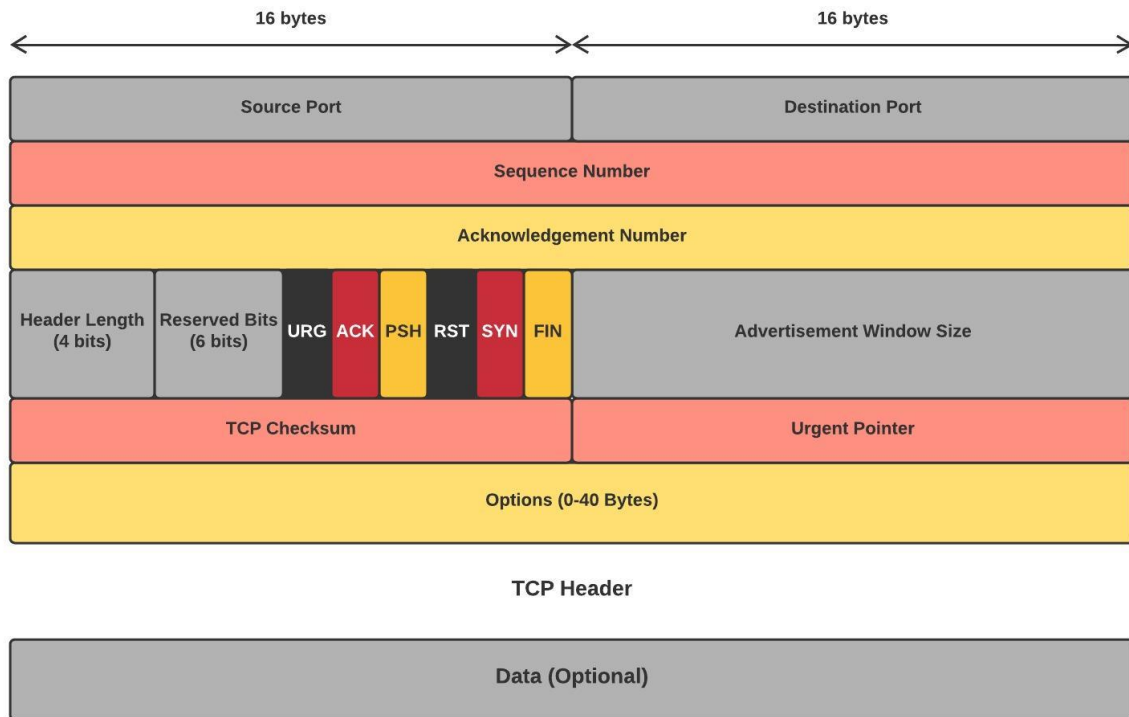 16 bytes
16 bytes
Source Port
Destination Port
Sequence Number
Acknowledgement Number
Header Length
(4 bits)
Reserved Bits
(6 bits)
URG
ACK
PSH
RST
SYN
FIN
Advertisement Window Size
TCP Checksum
Urgent Pointer
Options (0-40 Bytes)
TCP Header
Data (Optional)